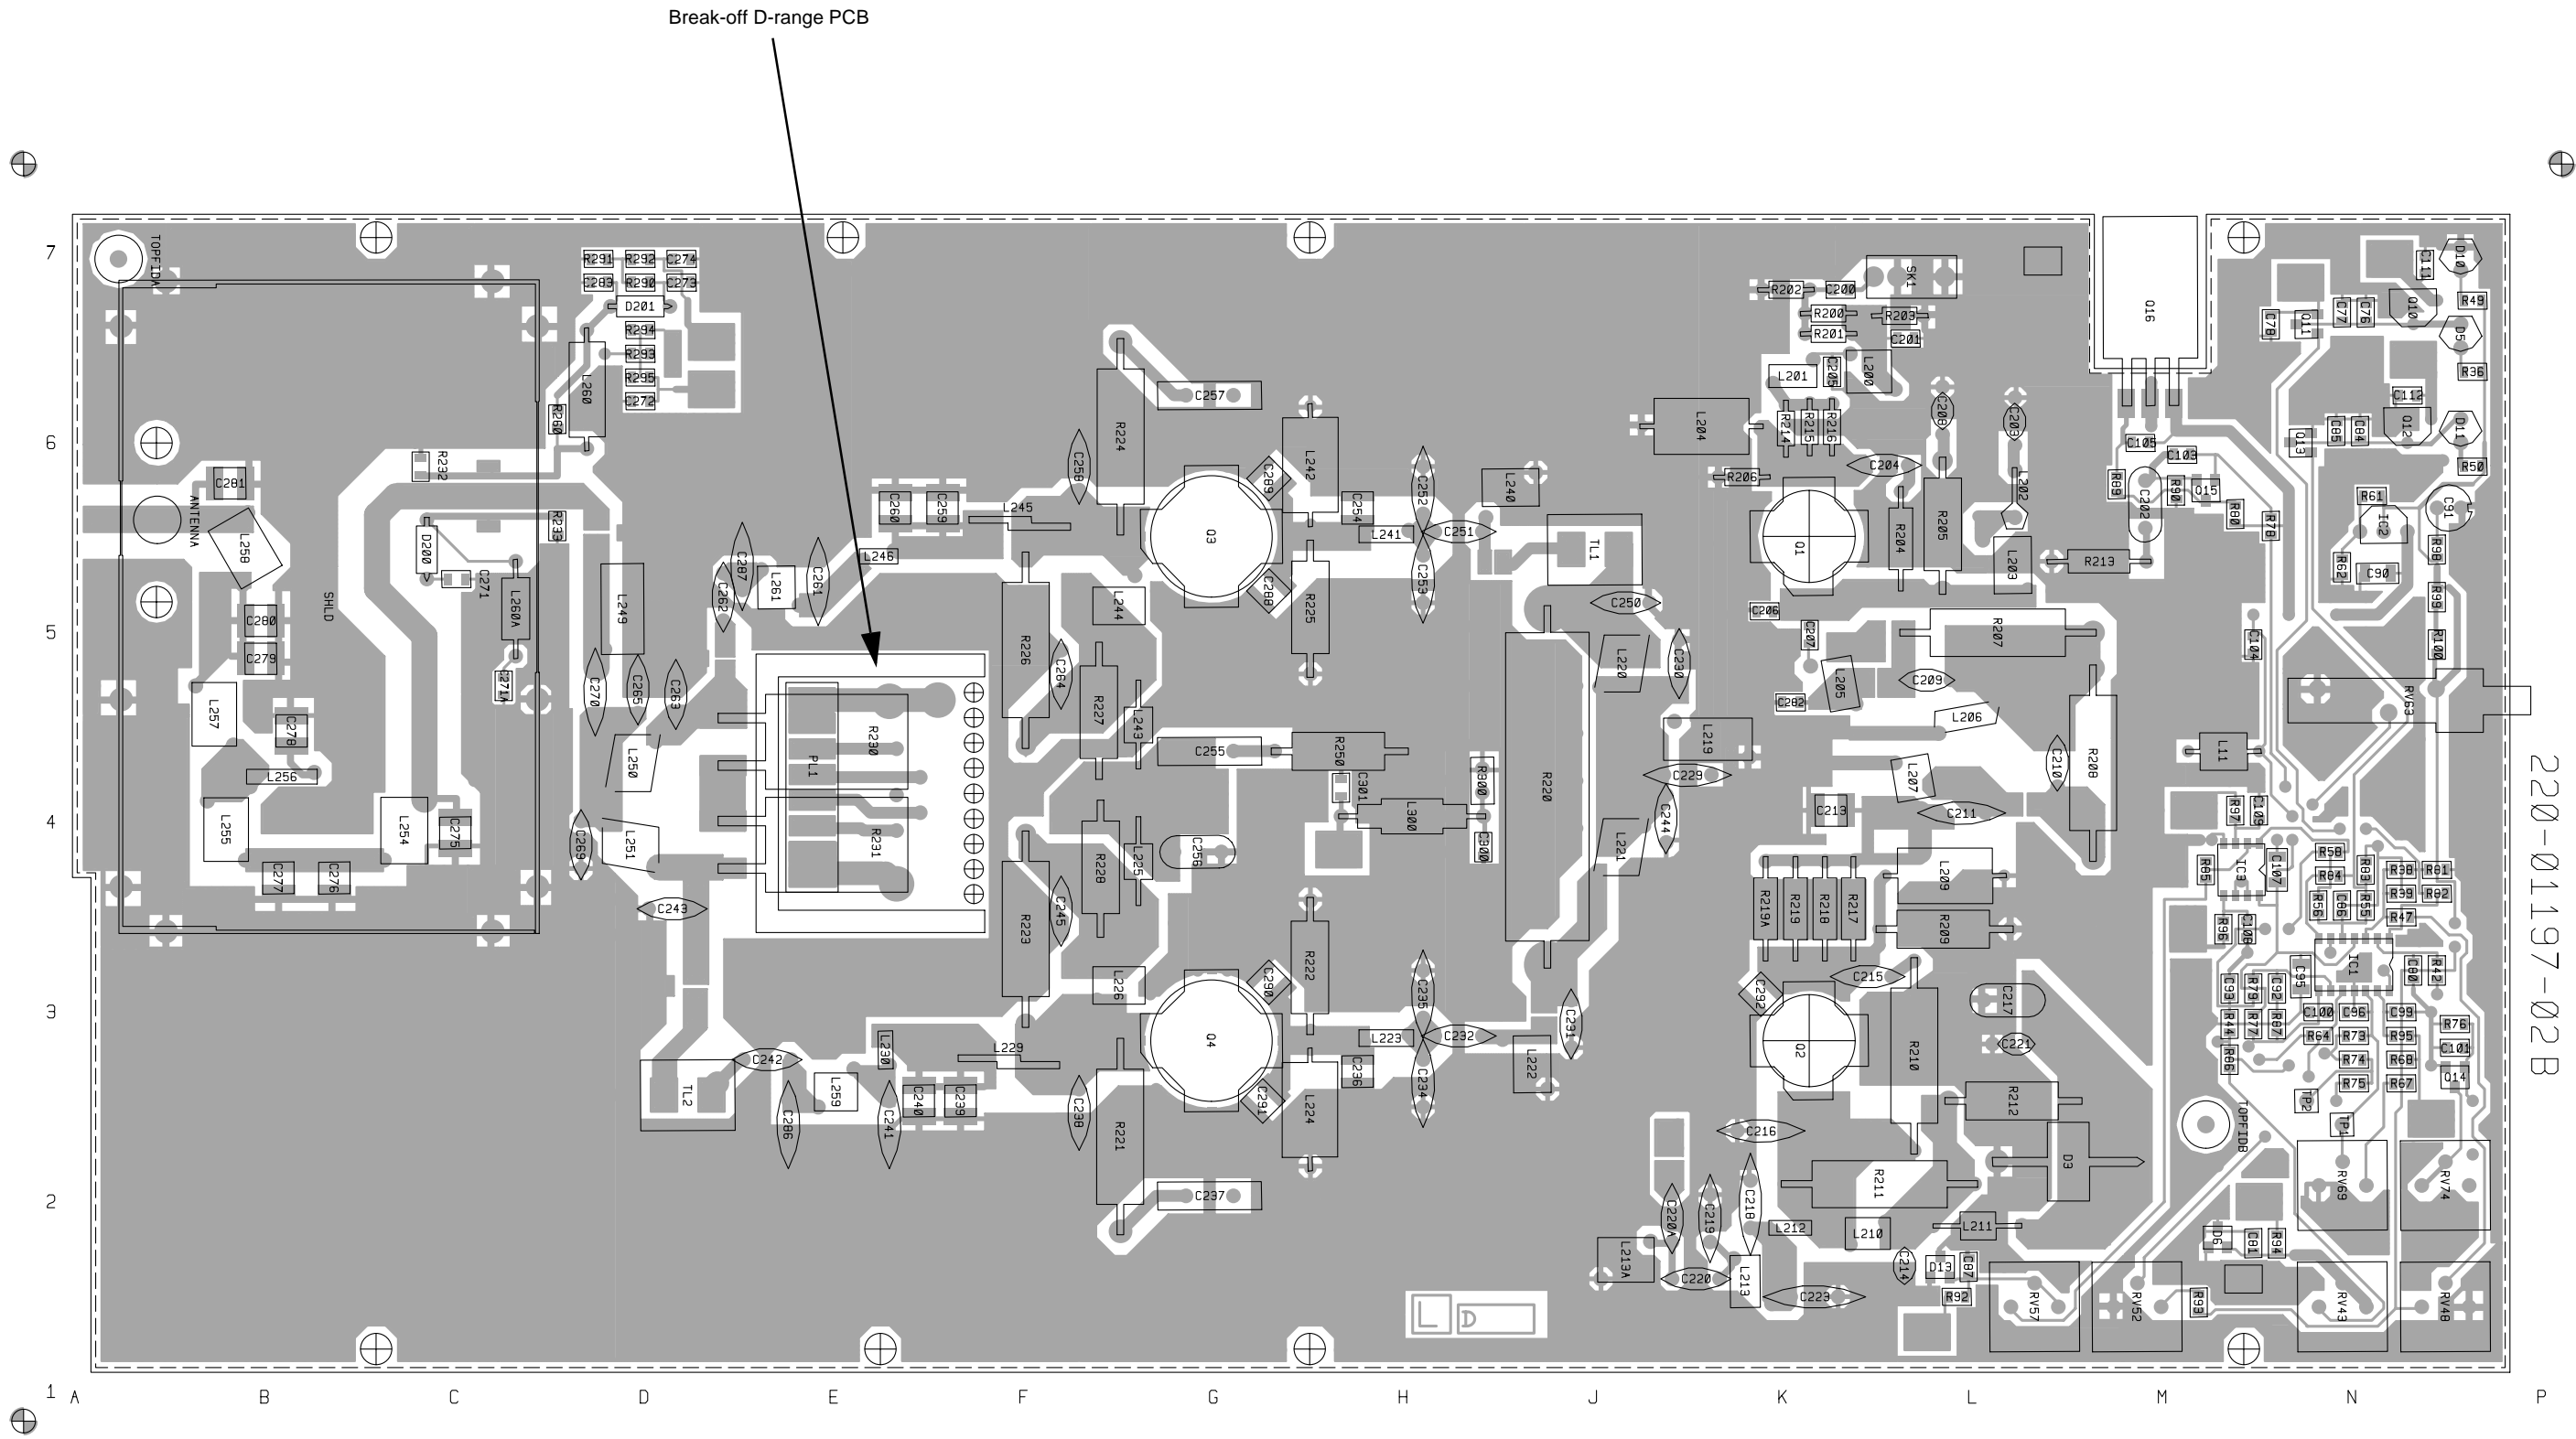 Break-off D-range PCB
7
6
5
4
3
2
1
A B C D E F G H J K L M N P
220-01197-02B
TOPFIDA
ANTENNA
SHLD
C281
L258
C280
C279
L257
C278
L256
L255
C277
C276
L254
C275
R232
D200
C271
L260A
C271A
R233
R260
L260
R291 R292 C274
C283 R290 C273
D201
R294
R293
R295
C272
L249
C270
C265
C263
L250
L251
C269
C243
TL2
C242
C286
L259
C241
L230
C240
C239
L229
C238
C287
C262
L261
C261
L246
C260
C259
L245
C258
R230
PL1
R231
R224
C257
L242
C289
Q3
C288
R225
L244
R226
C264
R227
L243
C255
R250
C301
L300
R300
C300
R228
L225
C256
R223
C245
L226
R222
C290
Q4
C291
L224
R221
C237
C254
L241
C252
C251
C253
L240
TL1
C250
L220
C230
R220
L219
C229
C244
L221
C235
L223
C232
C236
C234
C231
L222
L D
L204
R206
R202 C200
SK1
R200
R203
R201
C201
L201
C205
L200
R214
R215
R216
C208
C203
C204
Q1
R204
R205
L202
L203
C206
C207
R207
L205
C282
C209
L206
L207
C210
R208
C213
C211
R219A
R219
R218
R217
L209
R209
C292
C215
Q2
R210
C217
C221
R212
C216
R211
D3
C220A
C219
C218
L212
L210
L211
L213A
C220
L213
C223
C214
D13
C87
R92
RV57
RV52
R93
RV43
RV48
Q16
C105
C103
R89
C202
R90
Q15
R80
R78
R213
C104
L11
R97
C109
R85
IC3
C107
R96
C108
C93
R79
C92
R44
R77
R87
R86
TOPFIDB
D6
C81
R94
RV69
RV74
TP2
TP1
C78
Q11
C77
C76
Q10
C111
D10
R49
D5
R36
C112
Q13
C85
C84
Q12
D11
R50
R61
C91
IC2
R62
C90
R98
R99
R100
RV63
R58
R84
R83
R38 R81
R39 R82
R56
C86
R55
R47
IC1
C95
C80
R42
C100 C96 C99
R76
R64 R73 R95
C101
R74 R68
R75 R67
Q14